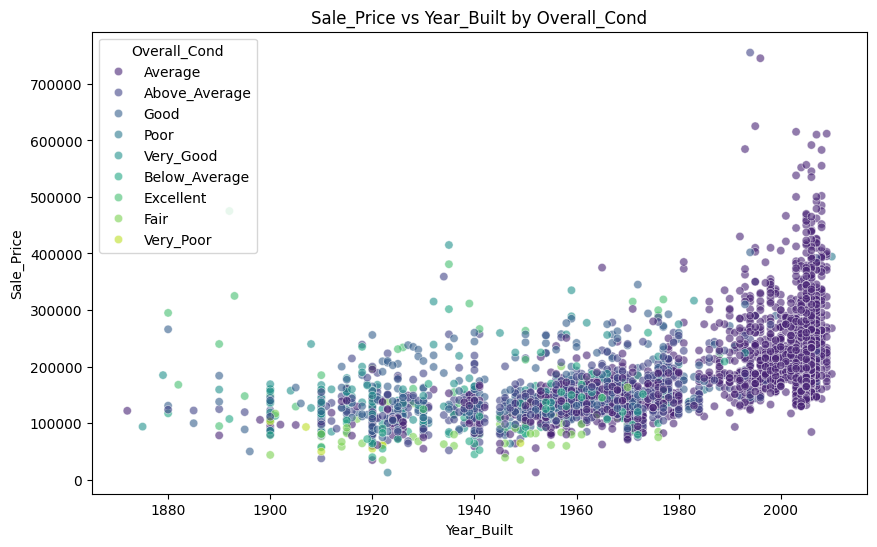 Sale_Price vs Year_Built by Overall_Cond
Overall_Cond
Average
Above_Average
Good
Poor
Very_Good
Below_Average
Excellent
Fair
Very_Poor
Sale_Price
700000
600000
500000
400000
300000
200000
100000
0
1880 1900 1920 1940 1960 1980 2000
Year_Built